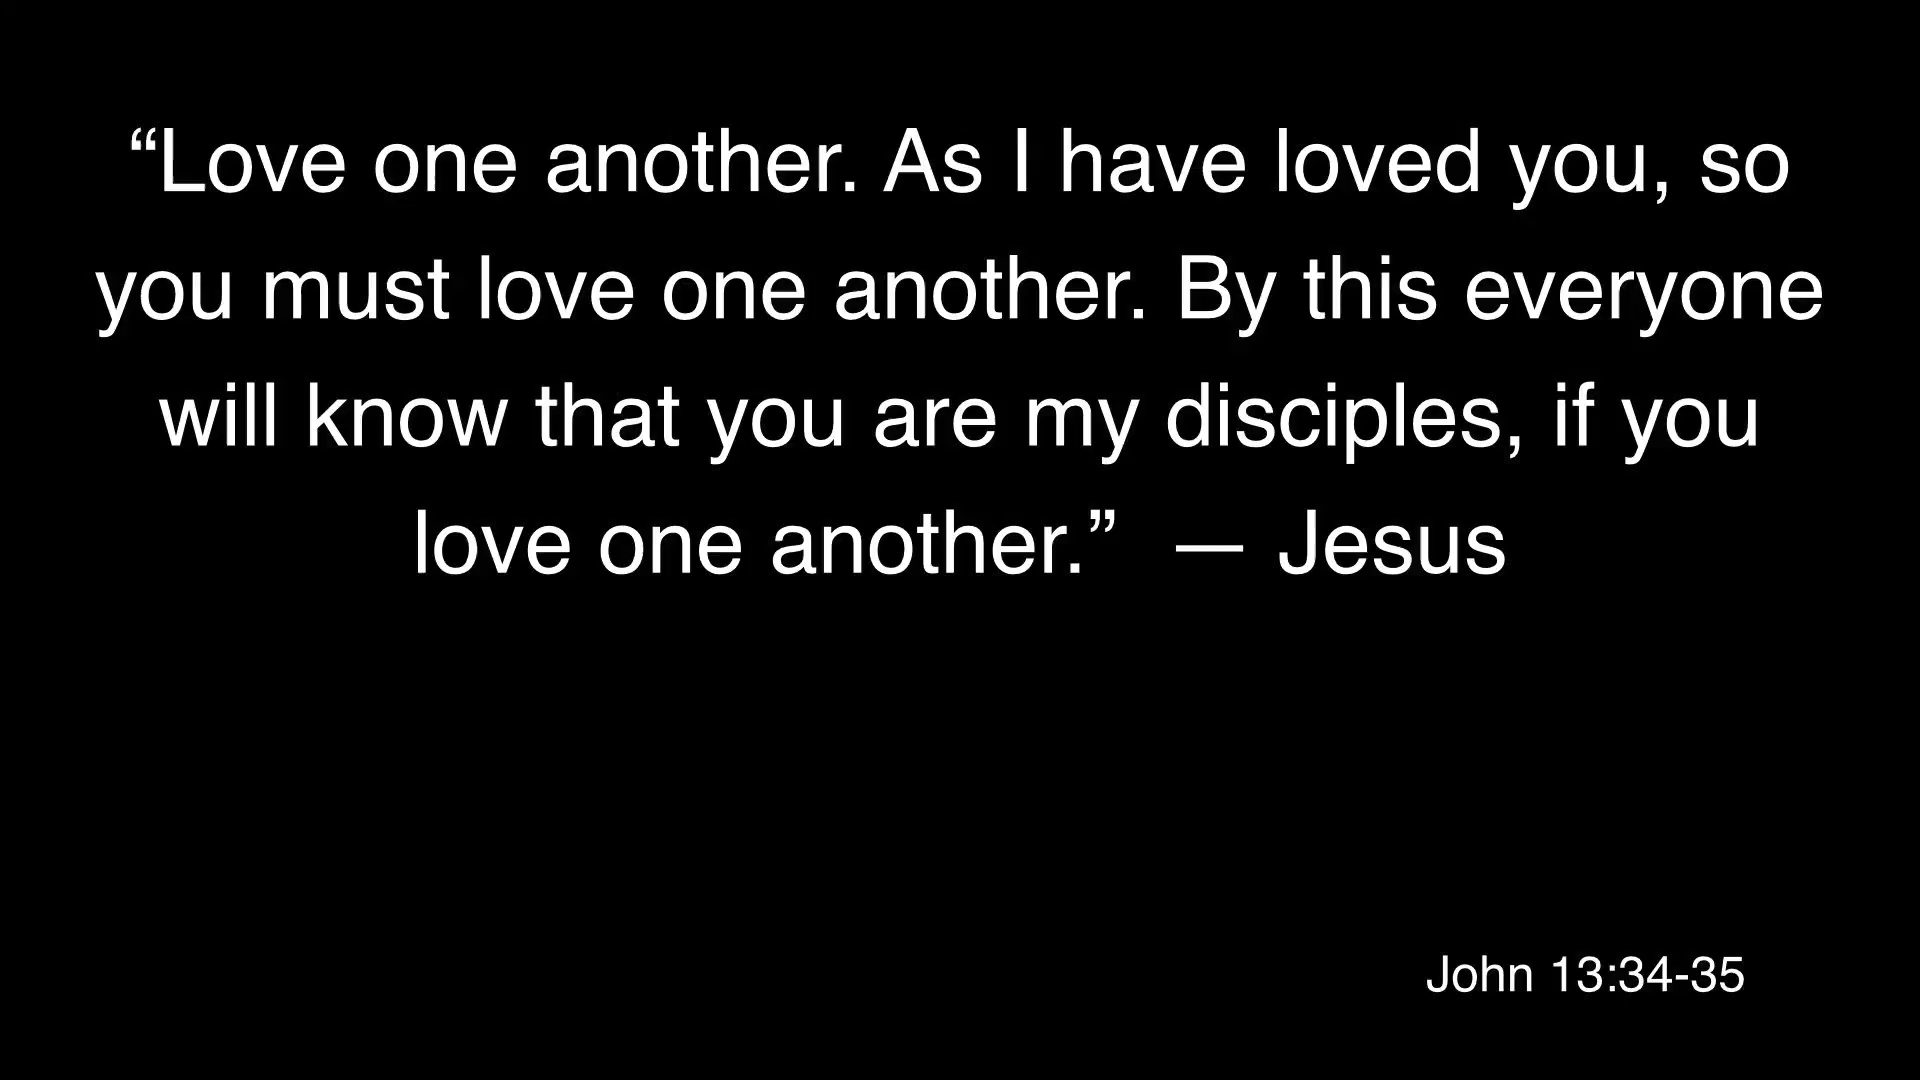 “Love one another. As I have loved you, so
you must love one another. By this everyone
will know that you are my disciples, if you
love one another.”  — Jesus
John 13:34-35